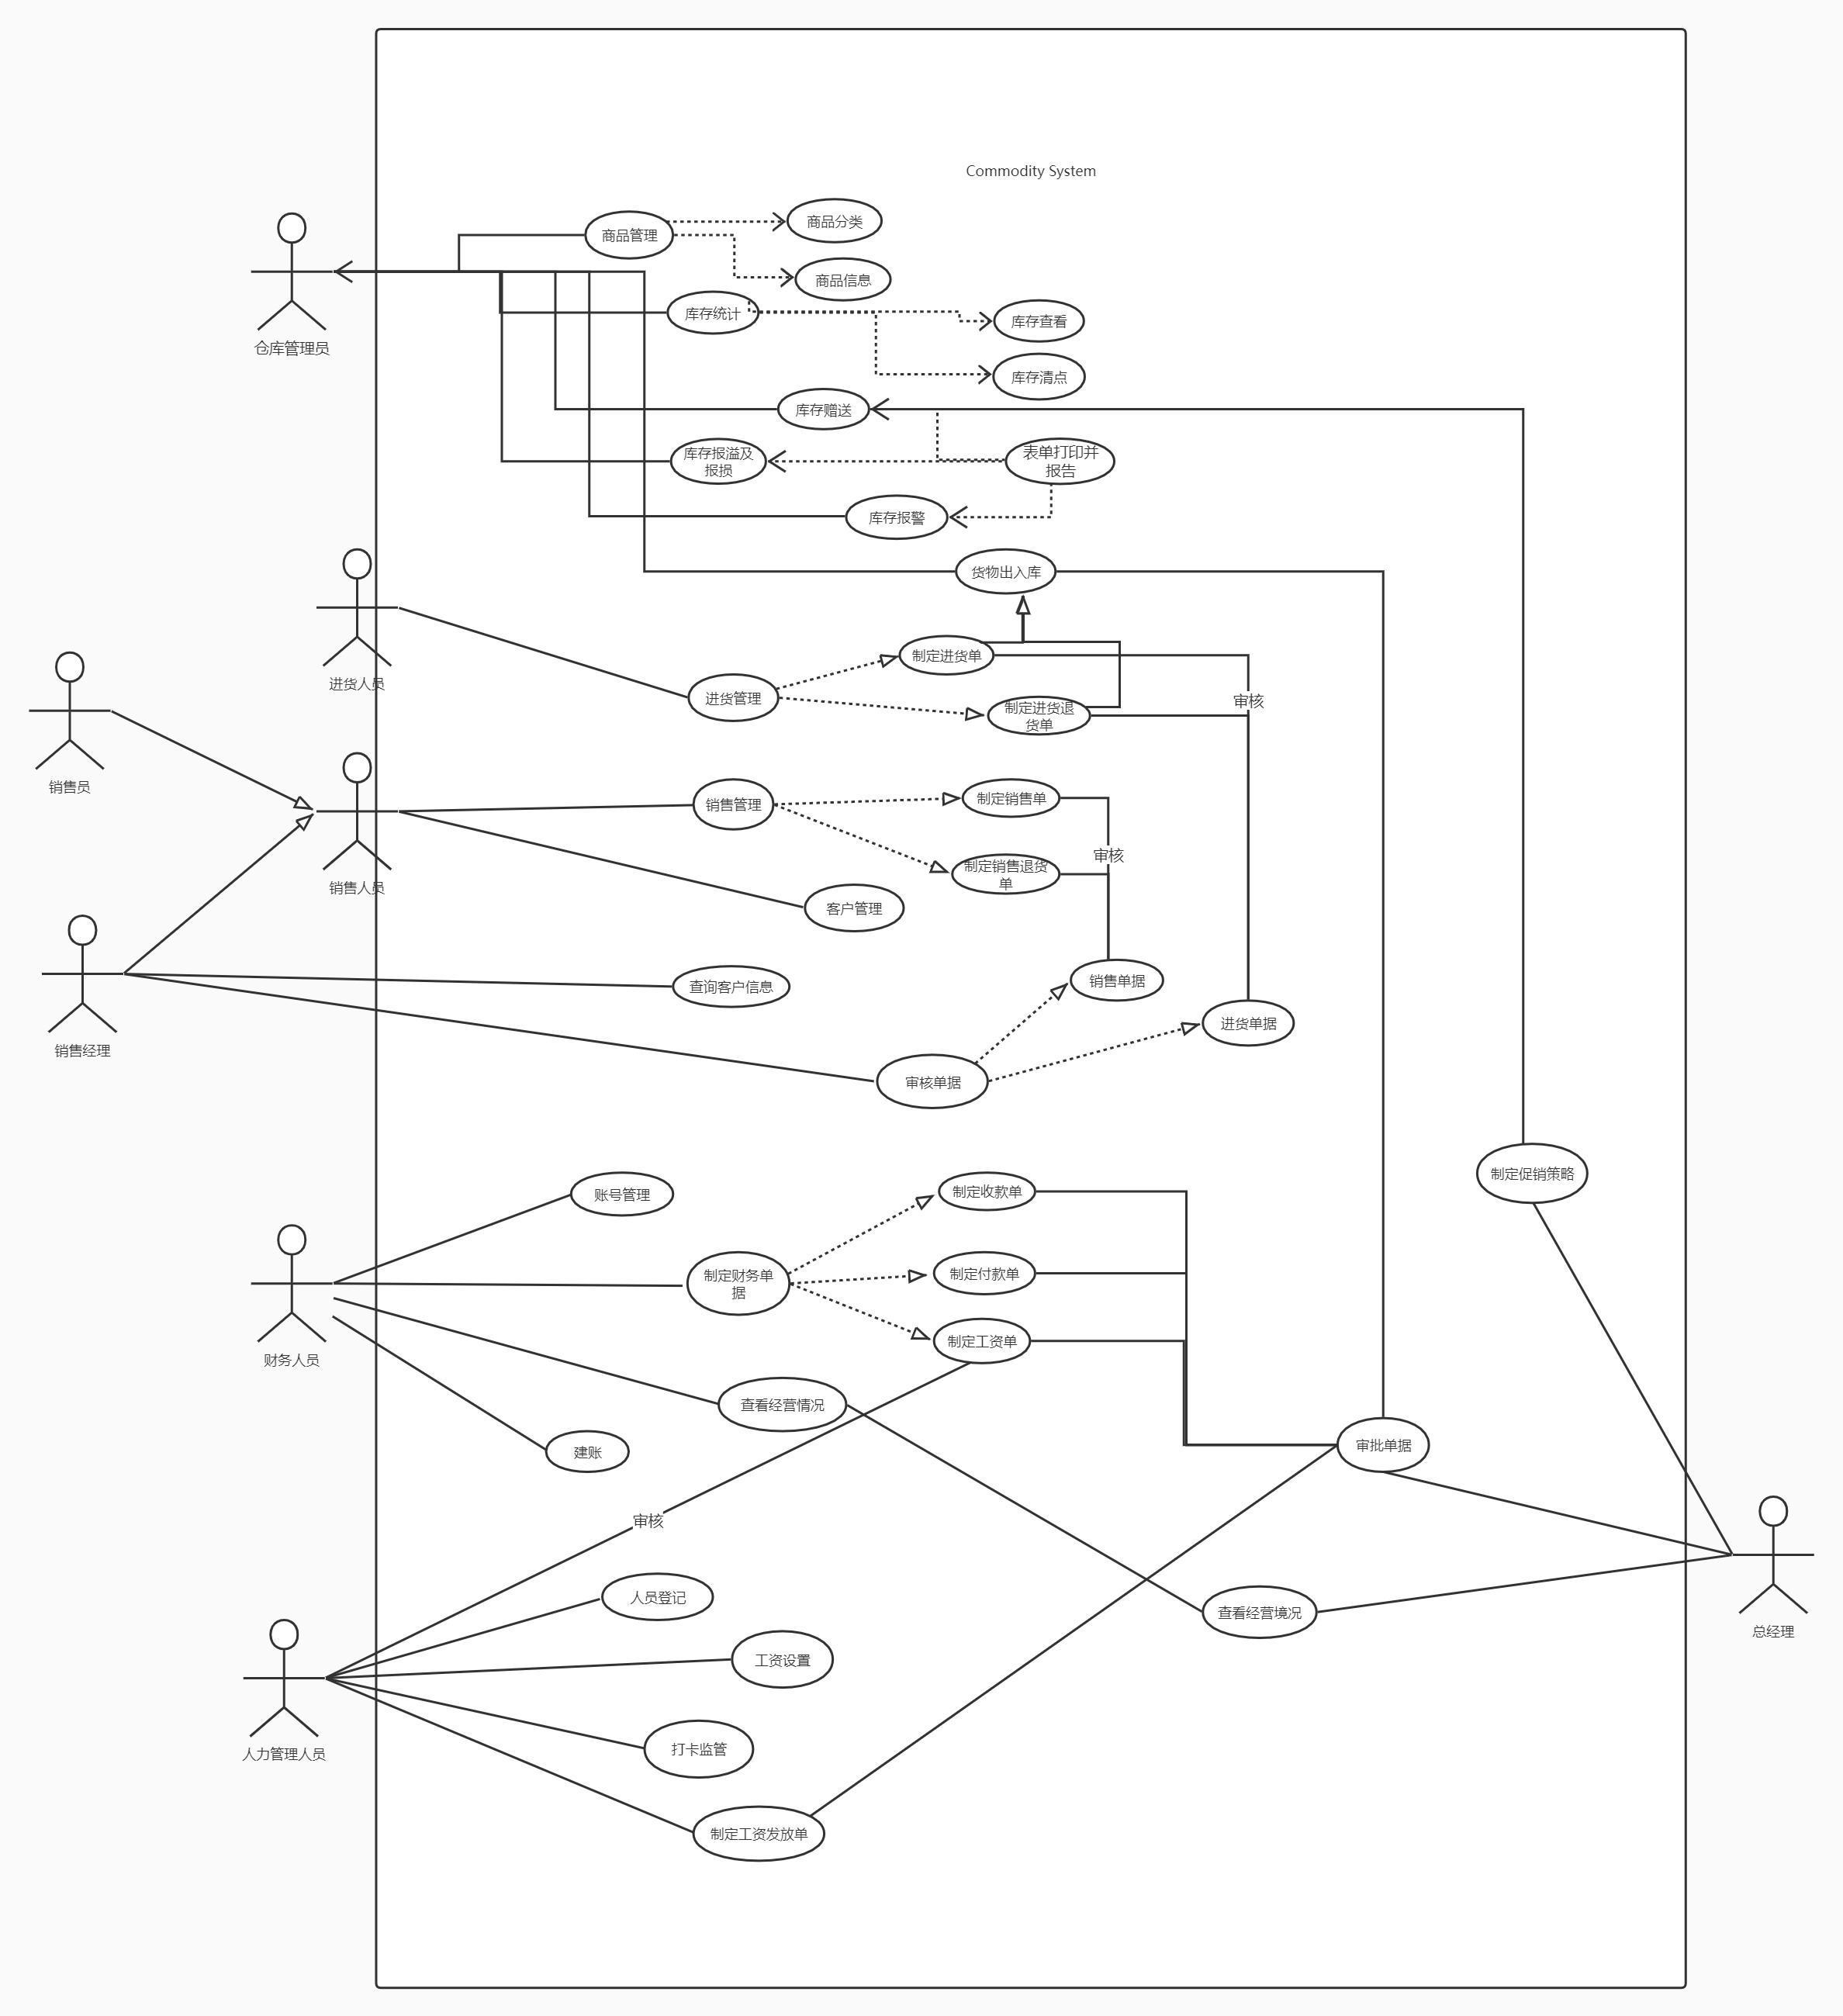 Commodity System
商品管理
商品分类
商品信息
仓库管理员
库存统计
库存查看
库存清点
库存赠送
库存报溢及
报损
表单打印并
报告
库存报警
货物出入库
进货人员
制定进货单
进货管理
制定进货退
货单
审核
销售员
销售管理
制定销售单
审核
制定销售退货
单
销售人员
客户管理
查询客户信息
销售单据
进货单据
销售经理
审核单据
制定促销策略
账号管理
制定收款单
制定财务单
据
制定付款单
制定工资单
财务人员
查看经营情况
建账
审批单据
审核
人员登记
查看经营境况
总经理
工资设置
打卡监管
人力管理人员
制定工资发放单